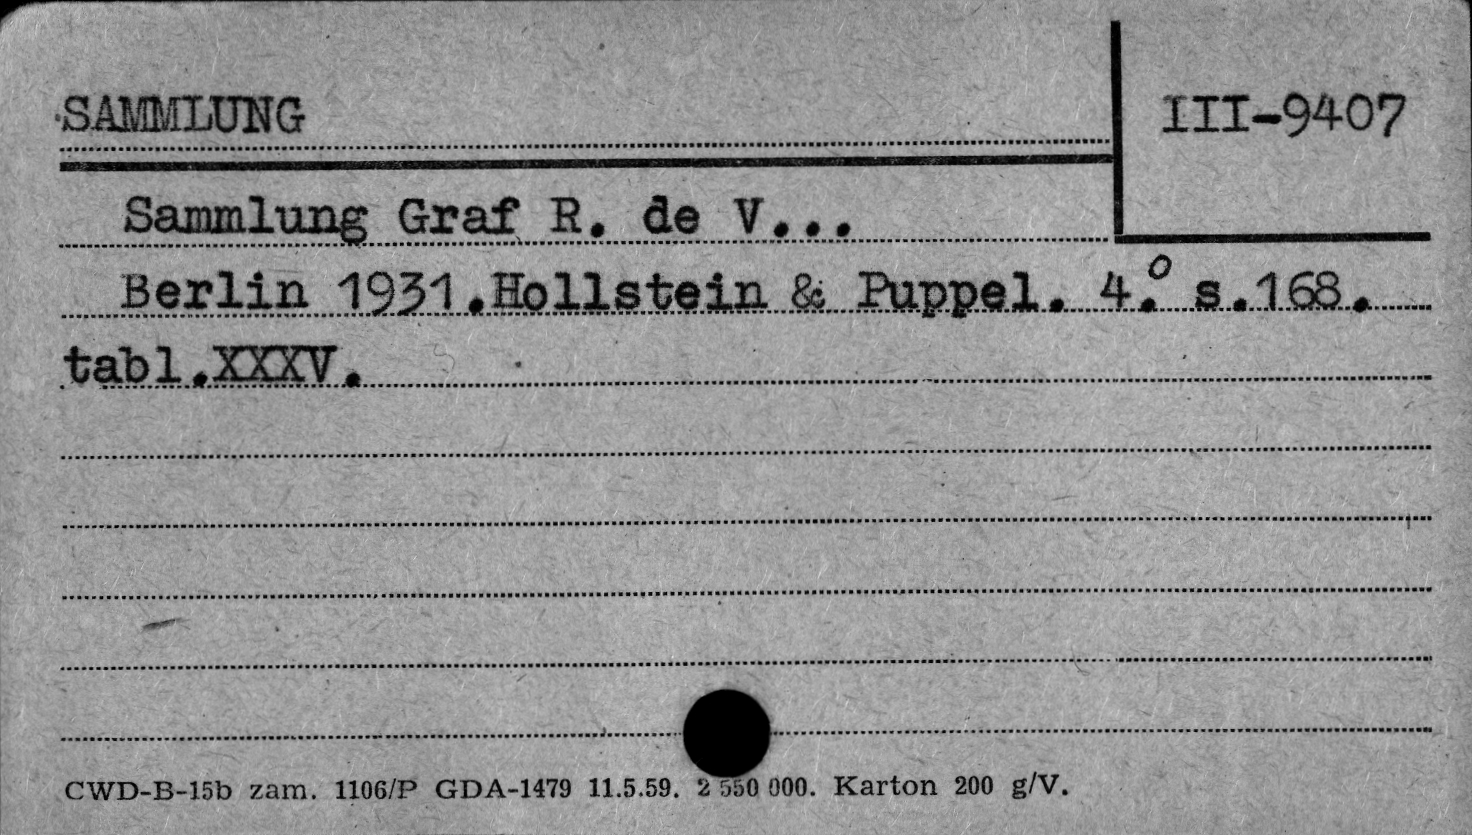 SAMMLUNG
III-9407
Sammlung Graf R. de V...
Berlin 1931.Hollstein & Puppel. 4.° s.168.
tabl.XXXV.
CWD-B-15b zam. 1106/P GDA-1479 11.5.59. 2 550 000. Karton 200 g/V.